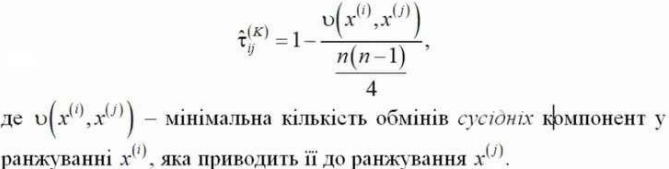 τ̂ᵢⱼ⁽ᴷ⁾ = 1 − υ(x⁽ⁱ⁾, x⁽ʲ⁾) / (n(n−1)/4),
де υ(x⁽ⁱ⁾, x⁽ʲ⁾) – мінімальна кількість обмінів сусідніх компонент у
ранжуванні x⁽ⁱ⁾, яка приводить її до ранжування x⁽ʲ⁾.